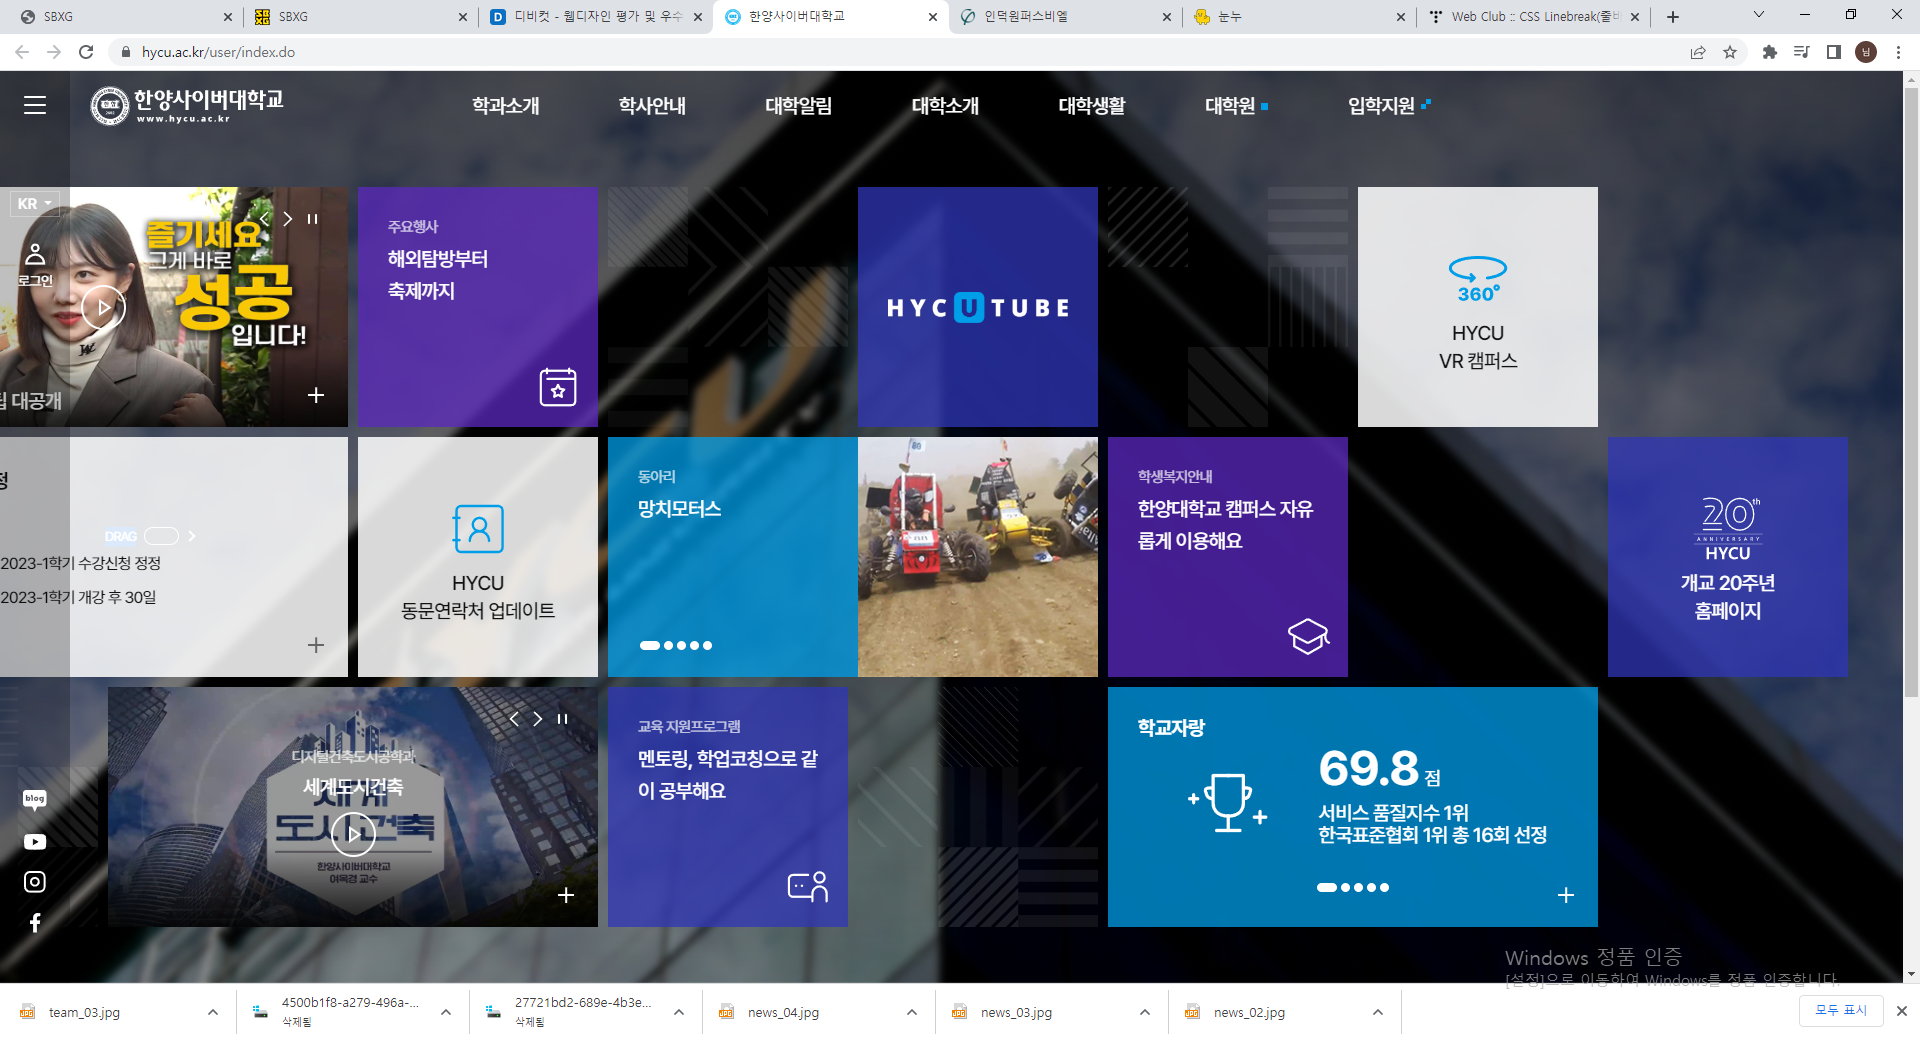 SBXG
SBXG
디비컷 - 웹디자인 평가 및 우수
한양사이버대학교
인덕원퍼스비엘
눈누
Web Club :: CSS Linebreak(줄바
hycu.ac.kr/user/index.do
님
한양사이버대학교
www.hycu.ac.kr
학과소개
학사안내
대학알림
대학소개
대학생활
대학원
입학지원
KR
로그인
즐기세요
그게 바로
성공
입니다!
팁 대공개
주요행사
해외탐방부터
축제까지
HYCUTUBE
360°
HYCU
VR 캠퍼스
정
DRAG
2023-1학기 수강신청 정정
2023-1학기 개강 후 30일
HYCU
동문연락처 업데이트
동아리
망치모터스
학생복지안내
한양대학교 캠퍼스 자유
롭게 이용해요
20th
ANNIVERSARY
HYCU
개교 20주년
홈페이지
blog
디지털건축도시공학과
세계도시건축
세계
도시건축
한양사이버대학교
여옥경 교수
교육 지원프로그램
멘토링, 학업코칭으로 같
이 공부해요
학교자랑
69.8 점
서비스 품질지수 1위
한국표준협회 1위 총 16회 선정
Windows 정품 인증
[설정]으로 이동하여 Windows를 정품 인증합니다.
team_03.jpg
4500b1f8-a279-496a-...
삭제됨
27721bd2-689e-4b3e...
삭제됨
news_04.jpg
news_03.jpg
news_02.jpg
모두 표시